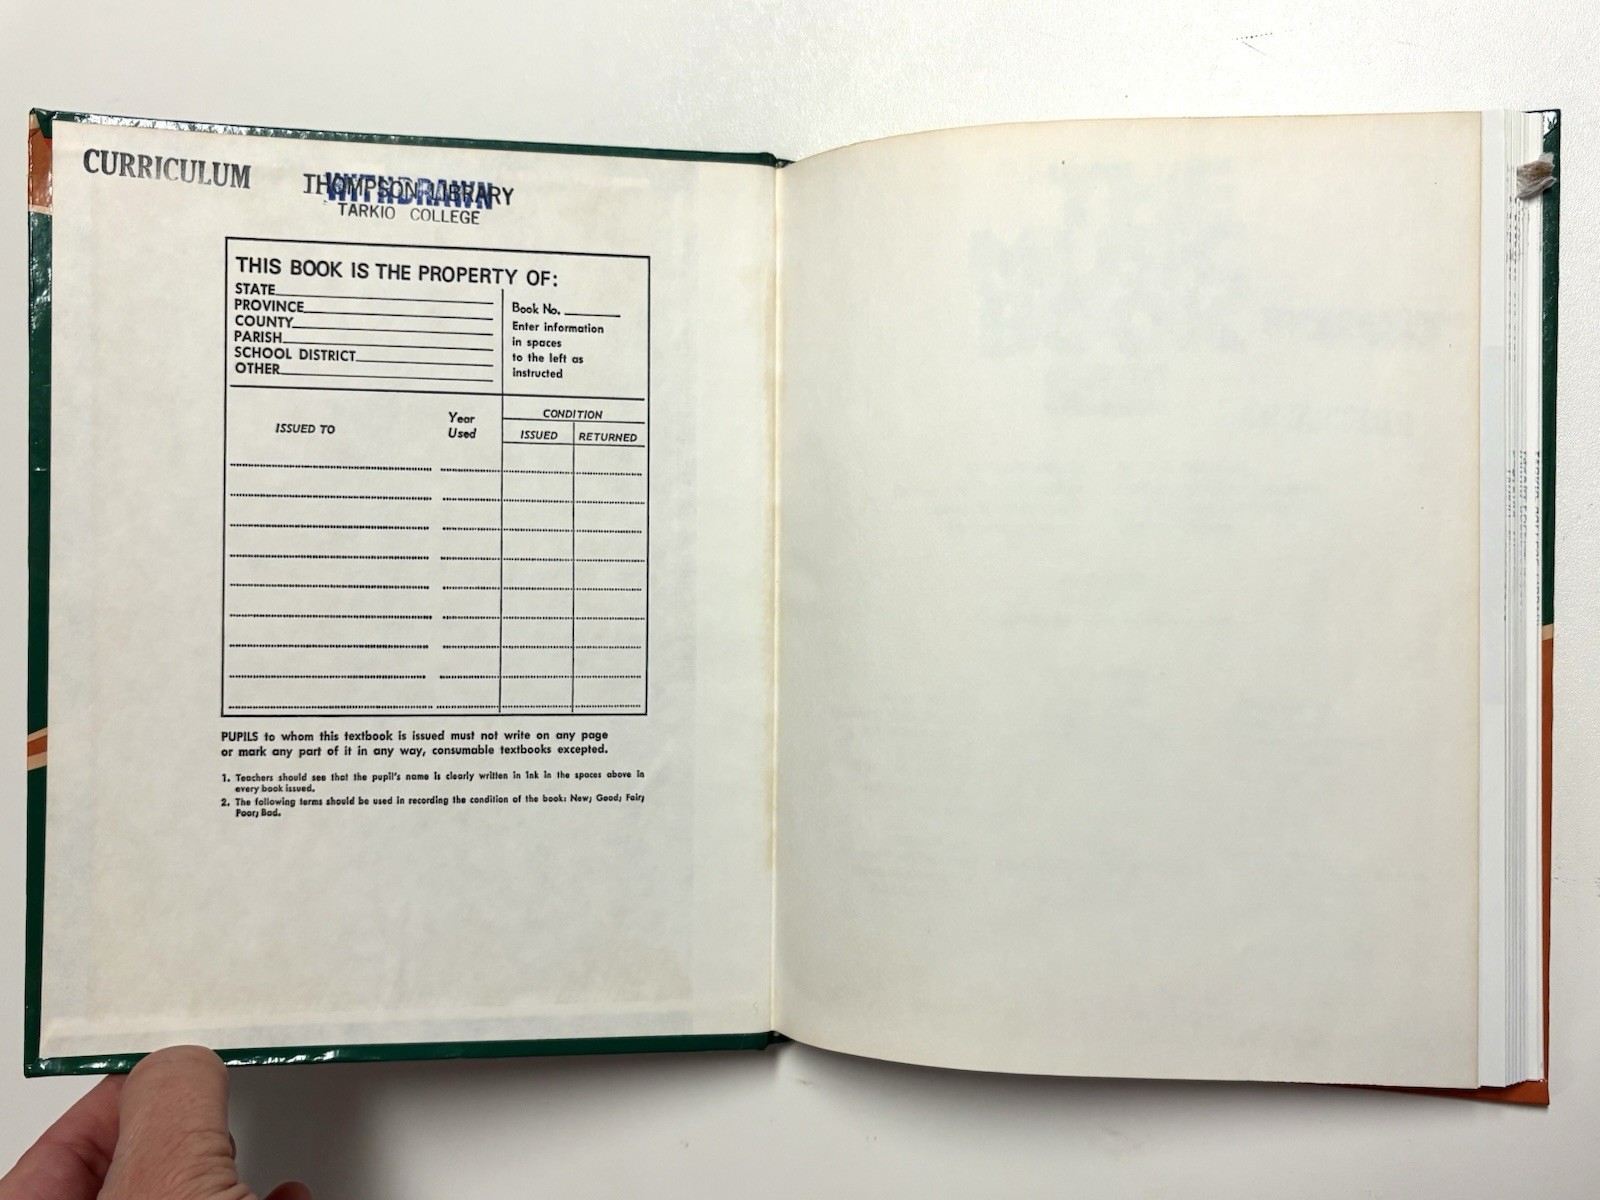 CURRICULUM
THOMPSON LIBRARY
WITHDRAWN
TARKIO COLLEGE
THIS BOOK IS THE PROPERTY OF:
STATE
PROVINCE
COUNTY
PARISH
SCHOOL DISTRICT
OTHER
Book No.
Enter information
in spaces
to the left as
instructed
ISSUED TO
Year
Used
CONDITION
ISSUED
RETURNED
PUPILS to whom this textbook is issued must not write on any page
or mark any part of it in any way, consumable textbooks excepted.
1. Teachers should see that the pupil's name is clearly written in ink in the spaces above in
every book issued.
2. The following terms should be used in recording the condition of the book: New; Good; Fair;
Poor; Bad.